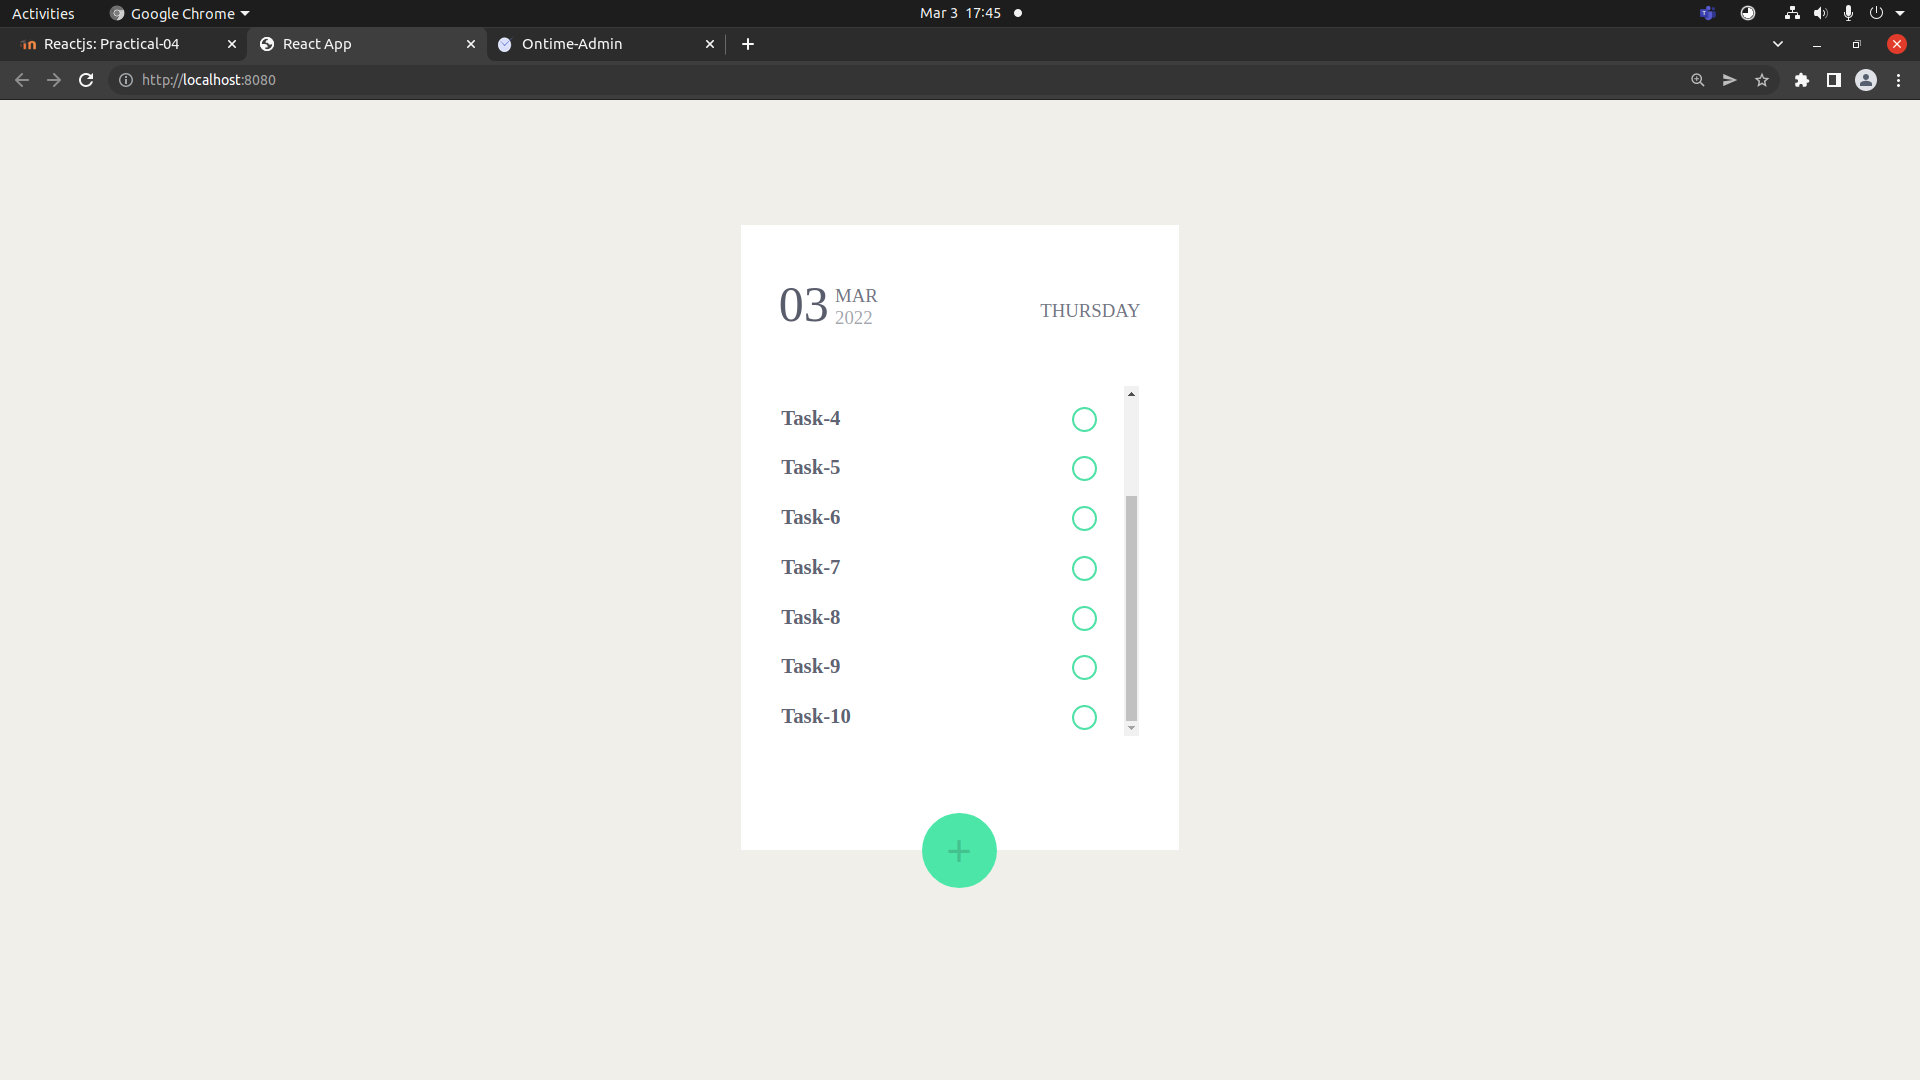 Activities
Google Chrome
Mar 3 17:45
Reactjs: Practical-04
React App
Ontime-Admin
http://localhost:8080
03
MAR
2022
THURSDAY
Task-4
Task-5
Task-6
Task-7
Task-8
Task-9
Task-10
+